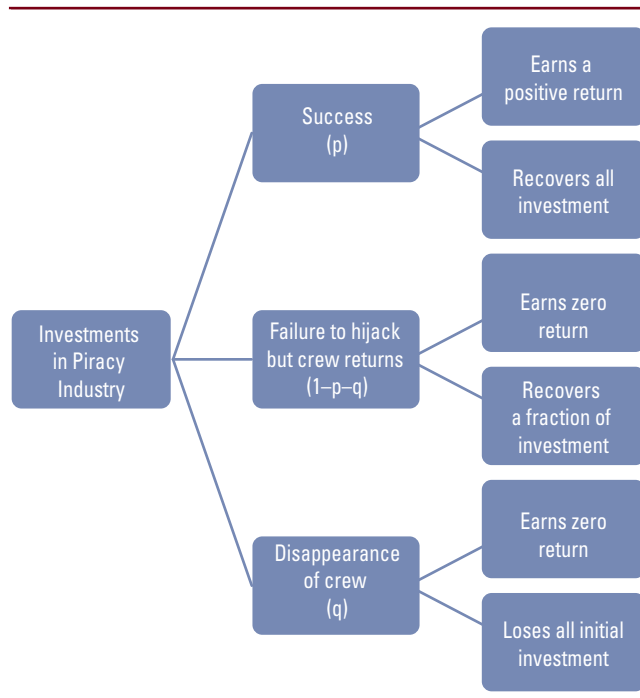 Investments
in Piracy
Industry
Success
(p)
Earns a
positive return
Recovers all
investment
Failure to hijack
but crew returns
(1–p–q)
Earns zero
return
Recovers
a fraction of
investment
Disappearance
of crew
(q)
Earns zero
return
Loses all initial
investment